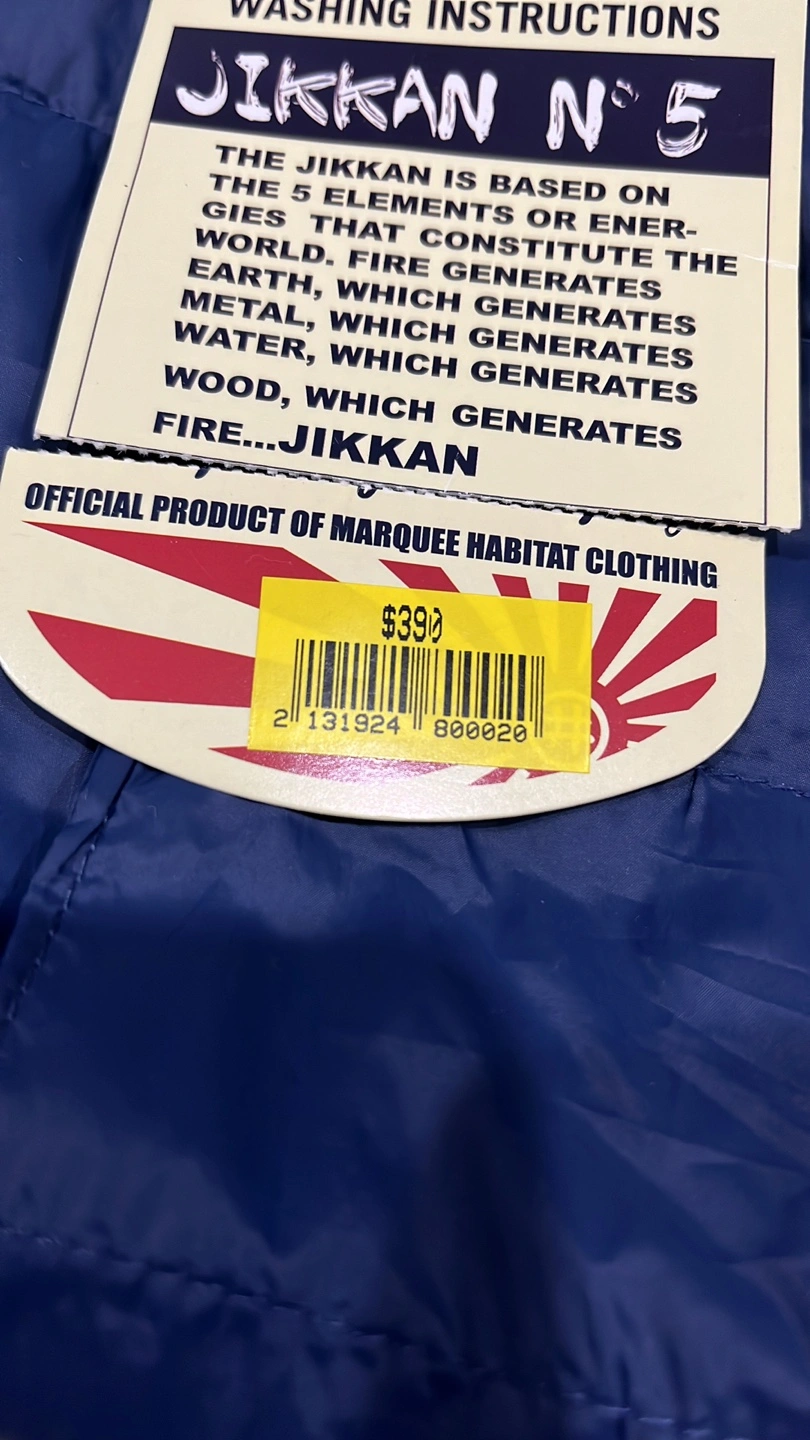 WASHING INSTRUCTIONS
JIKKAN N° 5
THE JIKKAN IS BASED ON
THE 5 ELEMENTS OR ENER-
GIES THAT CONSTITUTE THE
WORLD. FIRE GENERATES
EARTH, WHICH GENERATES
METAL, WHICH GENERATES
WATER, WHICH GENERATES
WOOD, WHICH GENERATES
FIRE...JIKKAN
OFFICIAL PRODUCT OF MARQUEE HABITAT CLOTHING
$390
2 131924 800020